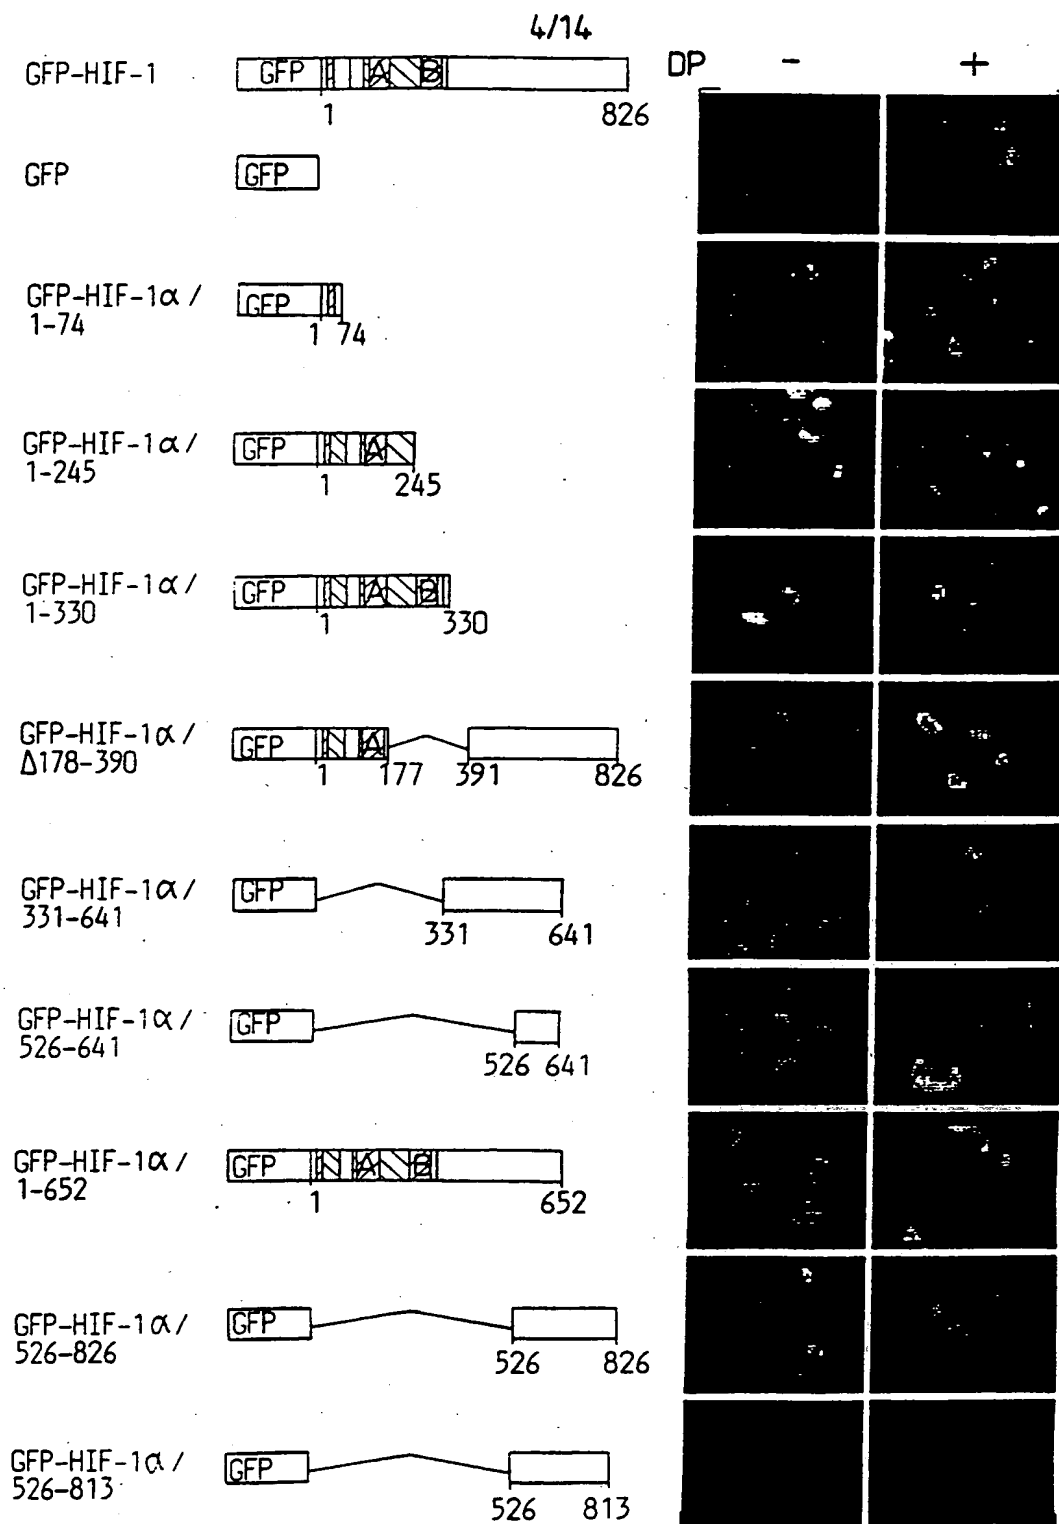 4/14
GFP-HIF-1
GFP A B
DP - +
1 826
GFP
GFP
GFP-HIF-1α /
1-74
GFP
1 74
GFP-HIF-1α /
1-245
GFP A
1 245
GFP-HIF-1α /
1-330
GFP A B
1 330
GFP-HIF-1α /
Δ178-390
GFP A
1 177 391 826
GFP-HIF-1α /
331-641
GFP
331 641
GFP-HIF-1α /
526-641
GFP
526 641
GFP-HIF-1α /
1-652
GFP A B
1 652
GFP-HIF-1α /
526-826
GFP
526 826
GFP-HIF-1α /
526-813
GFP
526 813